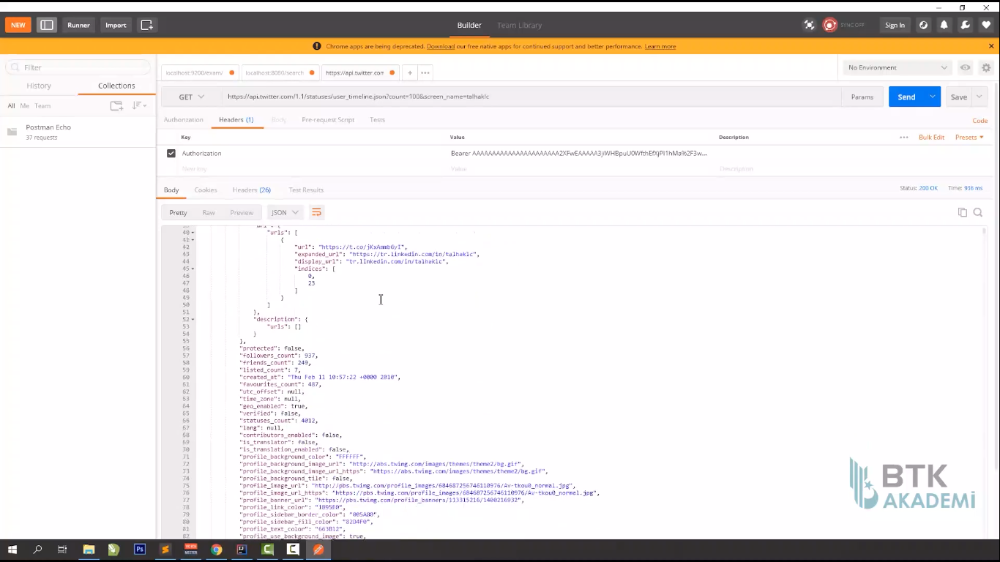 NEW Runner Import Builder Team Library SYNC OFF Sign In
Chrome apps are being deprecated. Download our free native apps for continued support and better performance. Learn more
Filter
History Collections
All Me Team
Postman Echo
37 requests
localhost:9200/exam/ localhost:8080/search https://api.twitter.con No Environment
GET https://api.twitter.com/1.1/statuses/user_timeline.json?count=100&screen_name=talhaklc Params Send Save
Authorization Headers (1) Body Pre-request Script Tests Code
Key Value Description Bulk Edit Presets
Authorization
New key Value Description
Body Cookies Headers (26) Test Results Status: 200 OK Time: 936 ms
Pretty Raw Preview JSON
40 "urls": [
41 {
42 "url":
43 "expanded_url": "https://tr.linkedin.com/in/talhaklc",
44 "display_url": "tr.linkedin.com/in/talhaklc",
45 "indices": [
46 0,
47 23
48 ]
49 }
50 ]
51 },
52 "description": {
53 "urls": []
54 }
55 },
56 "protected": false,
57 "followers_count": 937,
58 "friends_count": 249,
59 "listed_count": 7,
60 "created_at": "Thu Feb 11 10:57:22 +0000 2010",
61 "favourites_count": 487,
62 "utc_offset": null,
63 "time_zone": null,
64 "geo_enabled": true,
65 "verified": false,
66 "statuses_count": 4012,
67 "lang": null,
68 "contributors_enabled": false,
69 "is_translator": false,
70 "is_translation_enabled": false,
71 "profile_background_color": "FFFFFF",
72 "profile_background_image_url": "http://abs.twimg.com/images/themes/theme2/bg.gif",
73 "profile_background_image_url_https": "https://abs.twimg.com/images/themes/theme2/bg.gif",
74 "profile_background_tile": false,
75 "profile_image_url": "http://pbs.twimg.com/profile_images/684687256746110976/Av-tkou0_normal.jpg",
76 "profile_image_url_https": "https://pbs.twimg.com/profile_images/684687256746110976/Av-tkou0_normal.jpg",
77 "profile_banner_url": "https://pbs.twimg.com/profile_banners/113315216/1400216932",
78 "profile_link_color": "1B95E0",
79 "profile_sidebar_border_color": "005A80",
80 "profile_sidebar_fill_color": "82D4F0",
81 "profile_text_color": "663B12",
82 "profile_use_background_image": true,
BTK
AKADEMİ